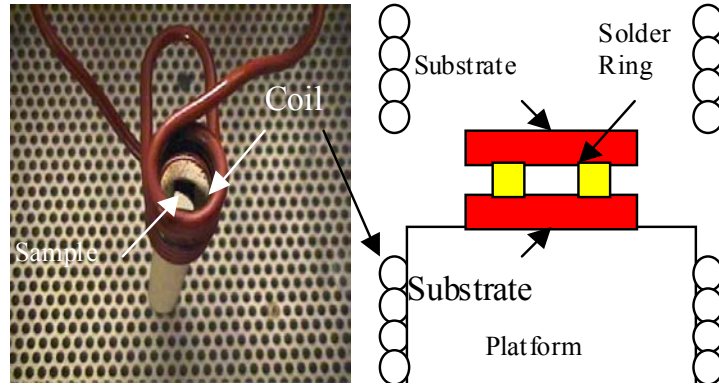 Coil
Sample
Substrate
Solder
Ring
Substrate
Platform